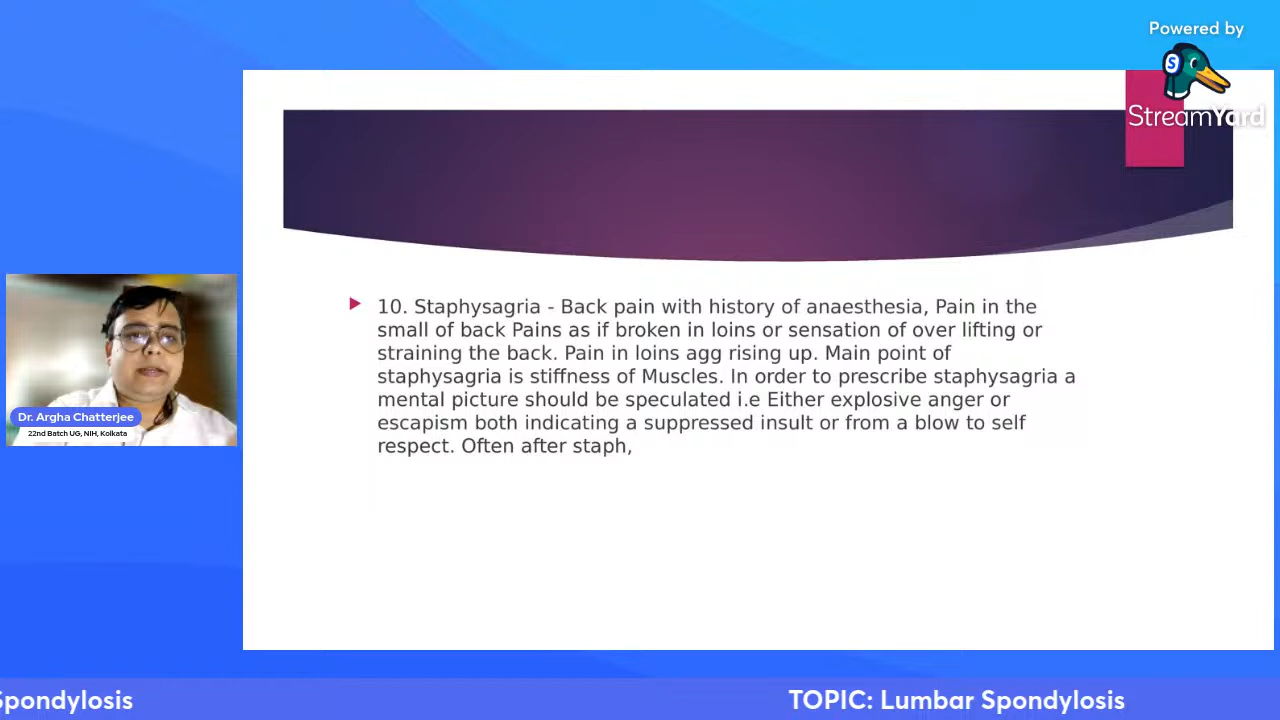 Powered by
StreamYard
10. Staphysagria - Back pain with history of anaesthesia, Pain in the
small of back Pains as if broken in loins or sensation of over lifting or
straining the back. Pain in loins agg rising up. Main point of
staphysagria is stiffness of Muscles. In order to prescribe staphysagria a
mental picture should be speculated i.e Either explosive anger or
escapism both indicating a suppressed insult or from a blow to self
respect. Often after staph,
Dr. Argha Chatterjee
22nd Batch UG, NIH, Kolkata
Spondylosis
TOPIC: Lumbar Spondylosis